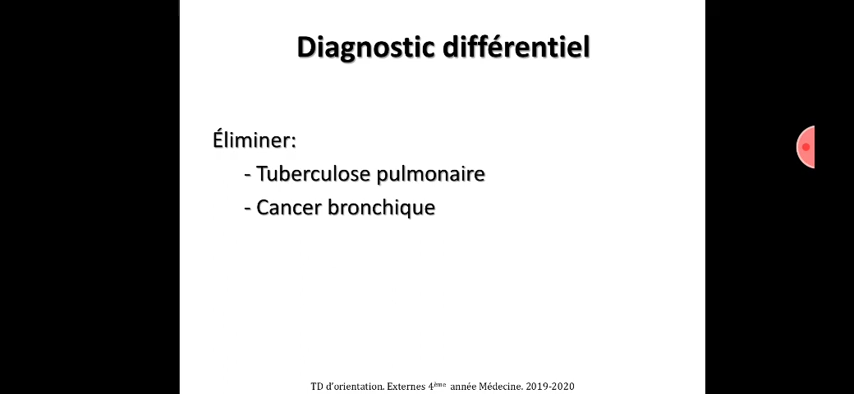 Diagnostic différentiel
Éliminer:
- Tuberculose pulmonaire
- Cancer bronchique
TD d'orientation. Externes 4ème année Médecine. 2019-2020